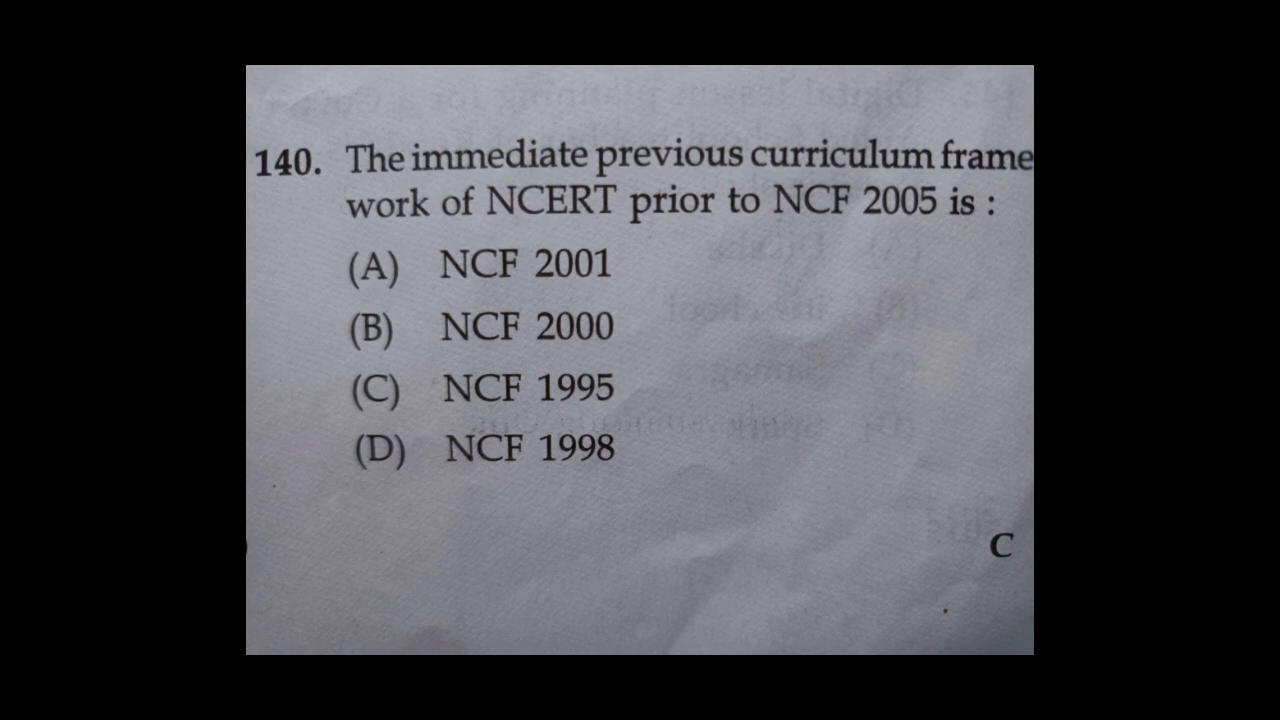 140. The immediate previous curriculum frame
work of NCERT prior to NCF 2005 is :
(A) NCF 2001
(B) NCF 2000
(C) NCF 1995
(D) NCF 1998
C